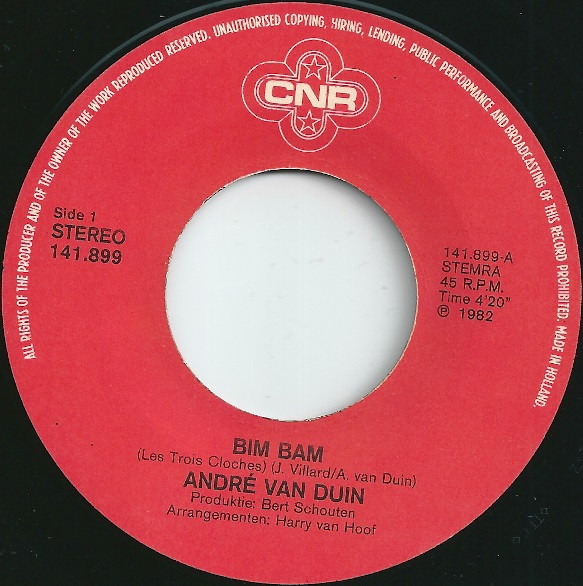 ALL RIGHTS OF THE PRODUCER AND OF THE OWNER OF THE WORK REPRODUCED RESERVED. UNAUTHORISED COPYING, HIRING, LENDING, PUBLIC PERFORMANCE AND BROADCASTING OF THIS RECORD PROHIBITED. MADE IN HOLLAND.
CNR
Side 1
STEREO
141.899
141.899-A
STEMRA
45 R.P.M.
Time 4'20"
℗ 1982
BIM BAM
(Les Trois Cloches) (J. Villard/A. van Duin)
ANDRÉ VAN DUIN
Produktie: Bert Schouten
Arrangementen: Harry van Hoof